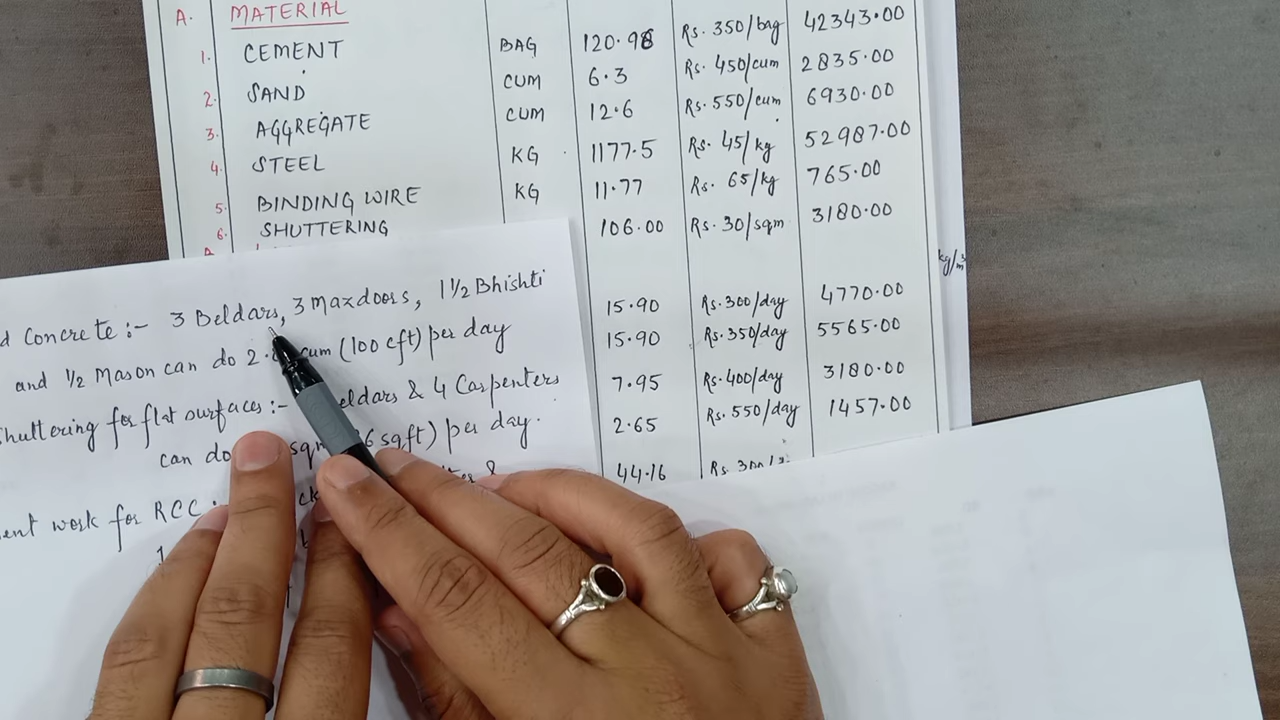 A. MATERIAL
1. CEMENT BAG 120.96 Rs. 350/bag 42343.00
2. SAND CUM 6.3 Rs. 450/cum 2835.00
3. AGGREGATE CUM 12.6 Rs. 550/cum 6930.00
4. STEEL KG 1177.5 Rs. 45/kg 52987.00
5. BINDING WIRE KG 11.77 Rs. 65/kg 765.00
6. SHUTTERING 106.00 Rs. 30/sqm 3180.00
kg/m³
15.90 Rs. 300/day 4770.00
15.90 Rs. 350/day 5565.00
7.95 Rs. 400/day 3180.00
2.65 Rs. 550/day 1457.00
44.16 Rs.
Concrete :- 3 Beldars, 3 Mazdoors, 1½ Bhishti
and ½ Mason can do 2. cum (100 cft) per day
Shuttering for flat surfaces :- & 4 Carpenters
can do sqft) per day.
work for RCC :-